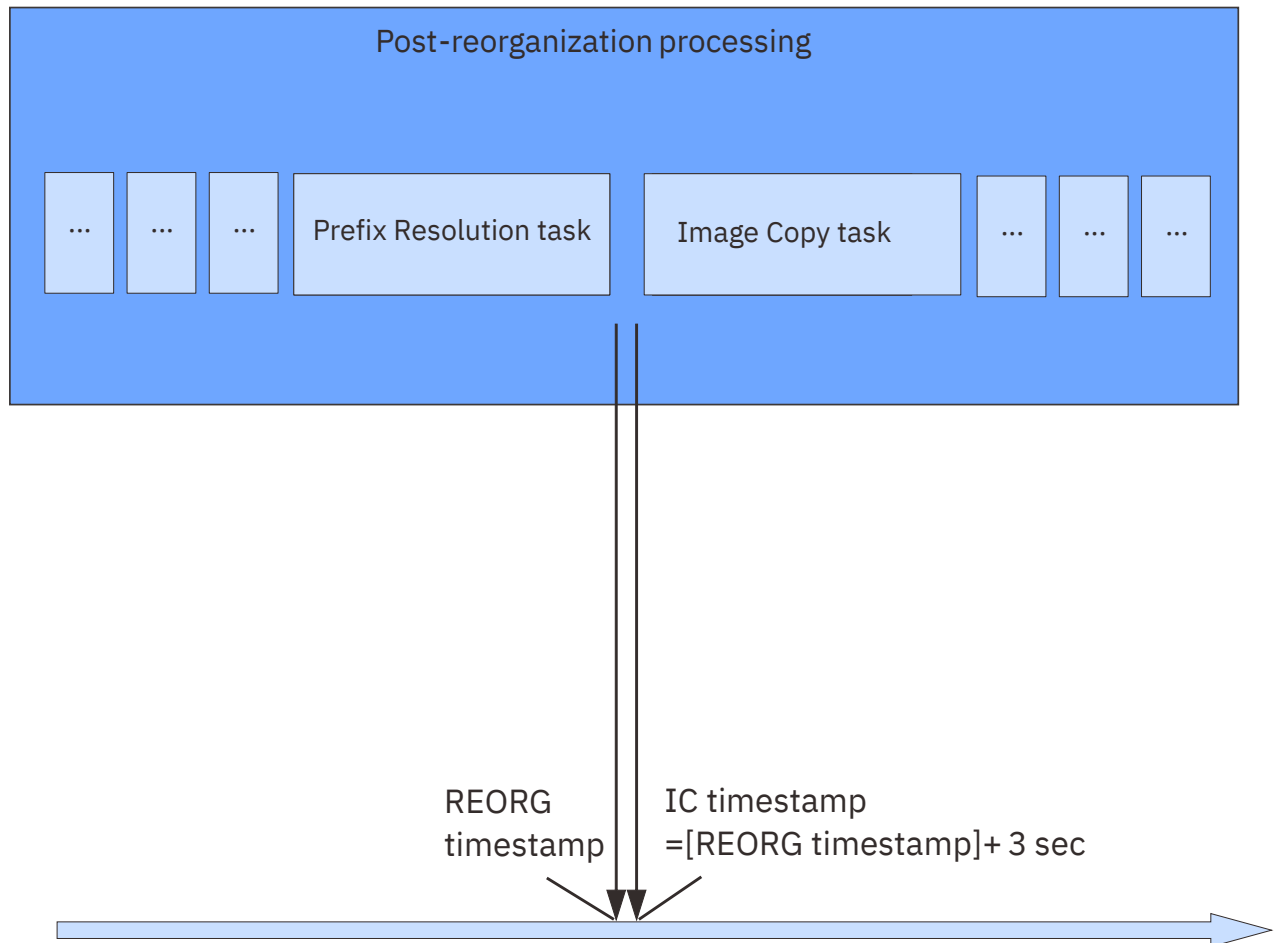 Post-reorganization processing
... ... ... Prefix Resolution task Image Copy task ... ... ...
REORG
timestamp
IC timestamp
=[REORG timestamp]+ 3 sec